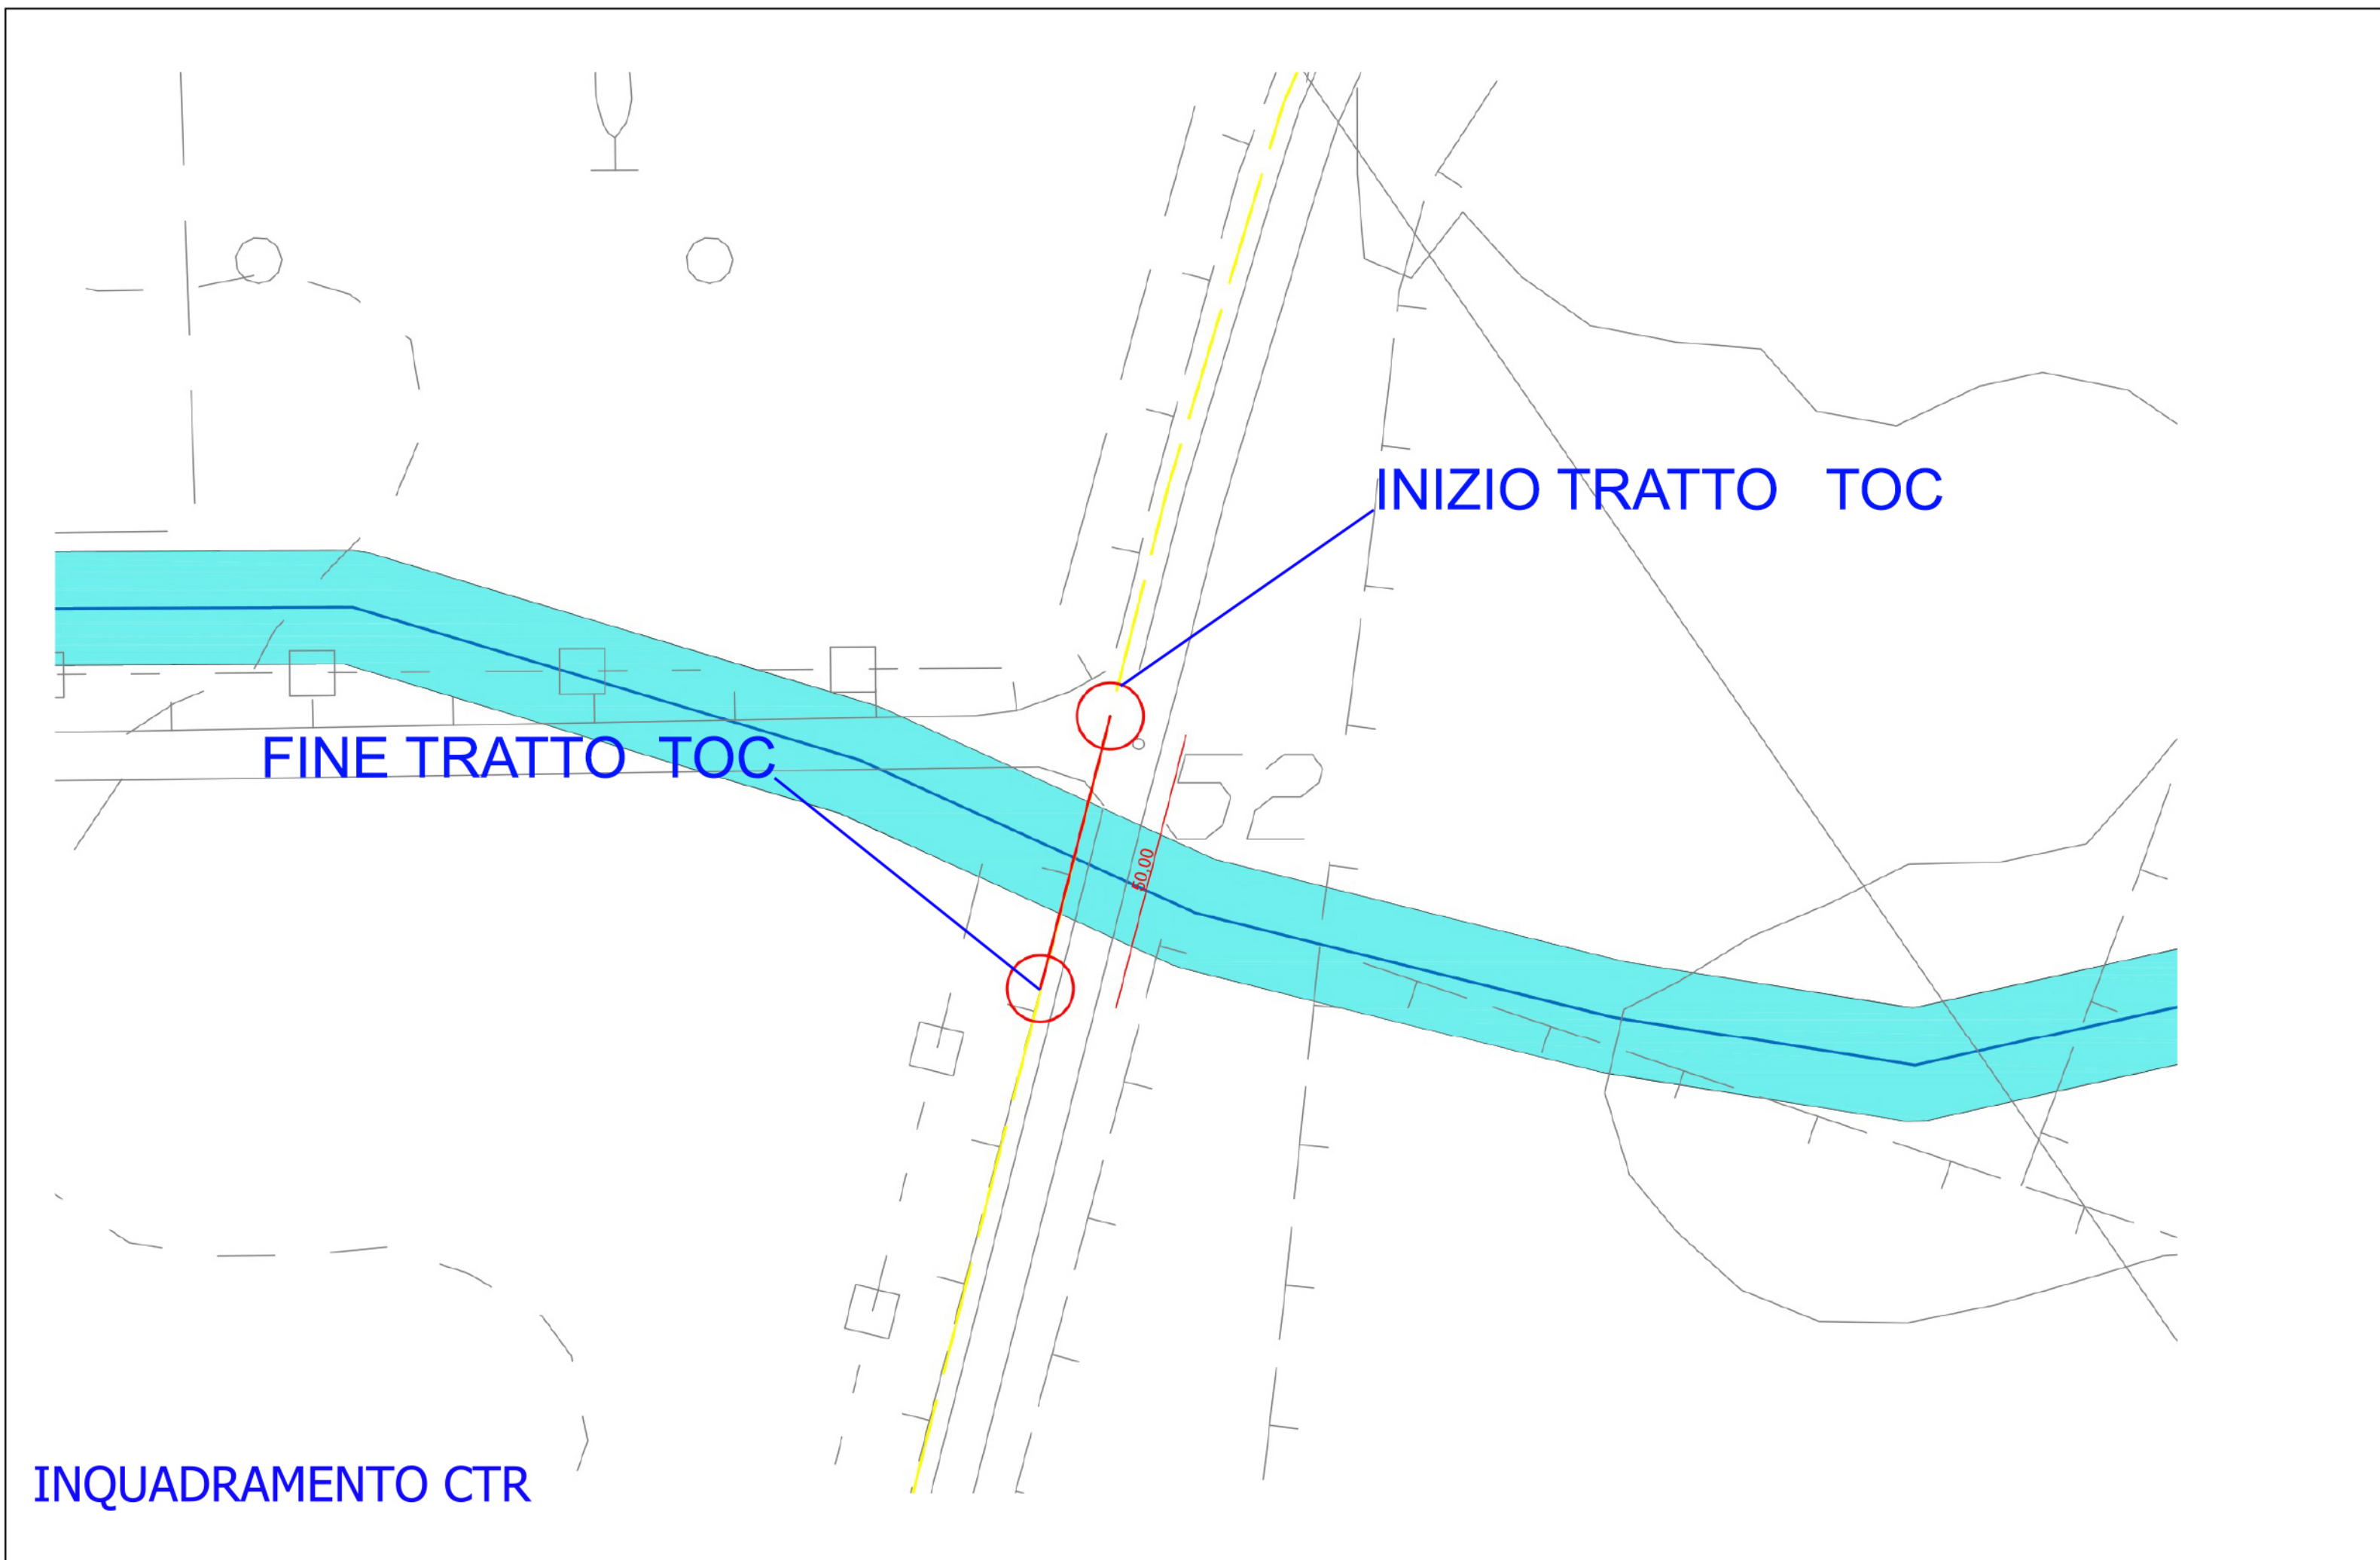 INIZIO TRATTO TOC
52
FINE TRATTO TOC
50,00
INQUADRAMENTO CTR